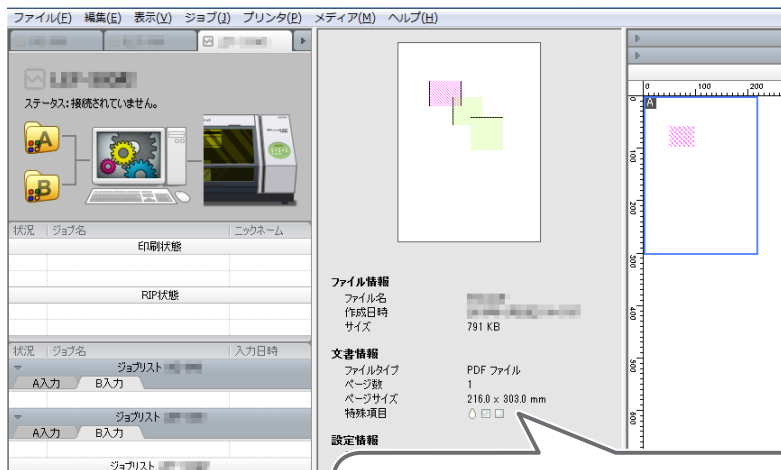 ファイル(F) 編集(E) 表示(V) ジョブ(J) プリンタ(P) メディア(M) ヘルプ(H)
ステータス: 接続されていません。
A
B
状況 ジョブ名 ニックネーム
印刷状態
RIP状態
状況 ジョブ名 入力日時
ジョブリスト
A入力 B入力
ジョブリスト
A入力 B入力
ジョブリスト
ファイル情報
ファイル名
作成日時
サイズ 791 KB
文書情報
ファイルタイプ PDF ファイル
ページ数 1
ページサイズ 216.0 x 303.0 mm
特殊項目
設定情報
0 100 200
0
A
100
200
300
400
500
600